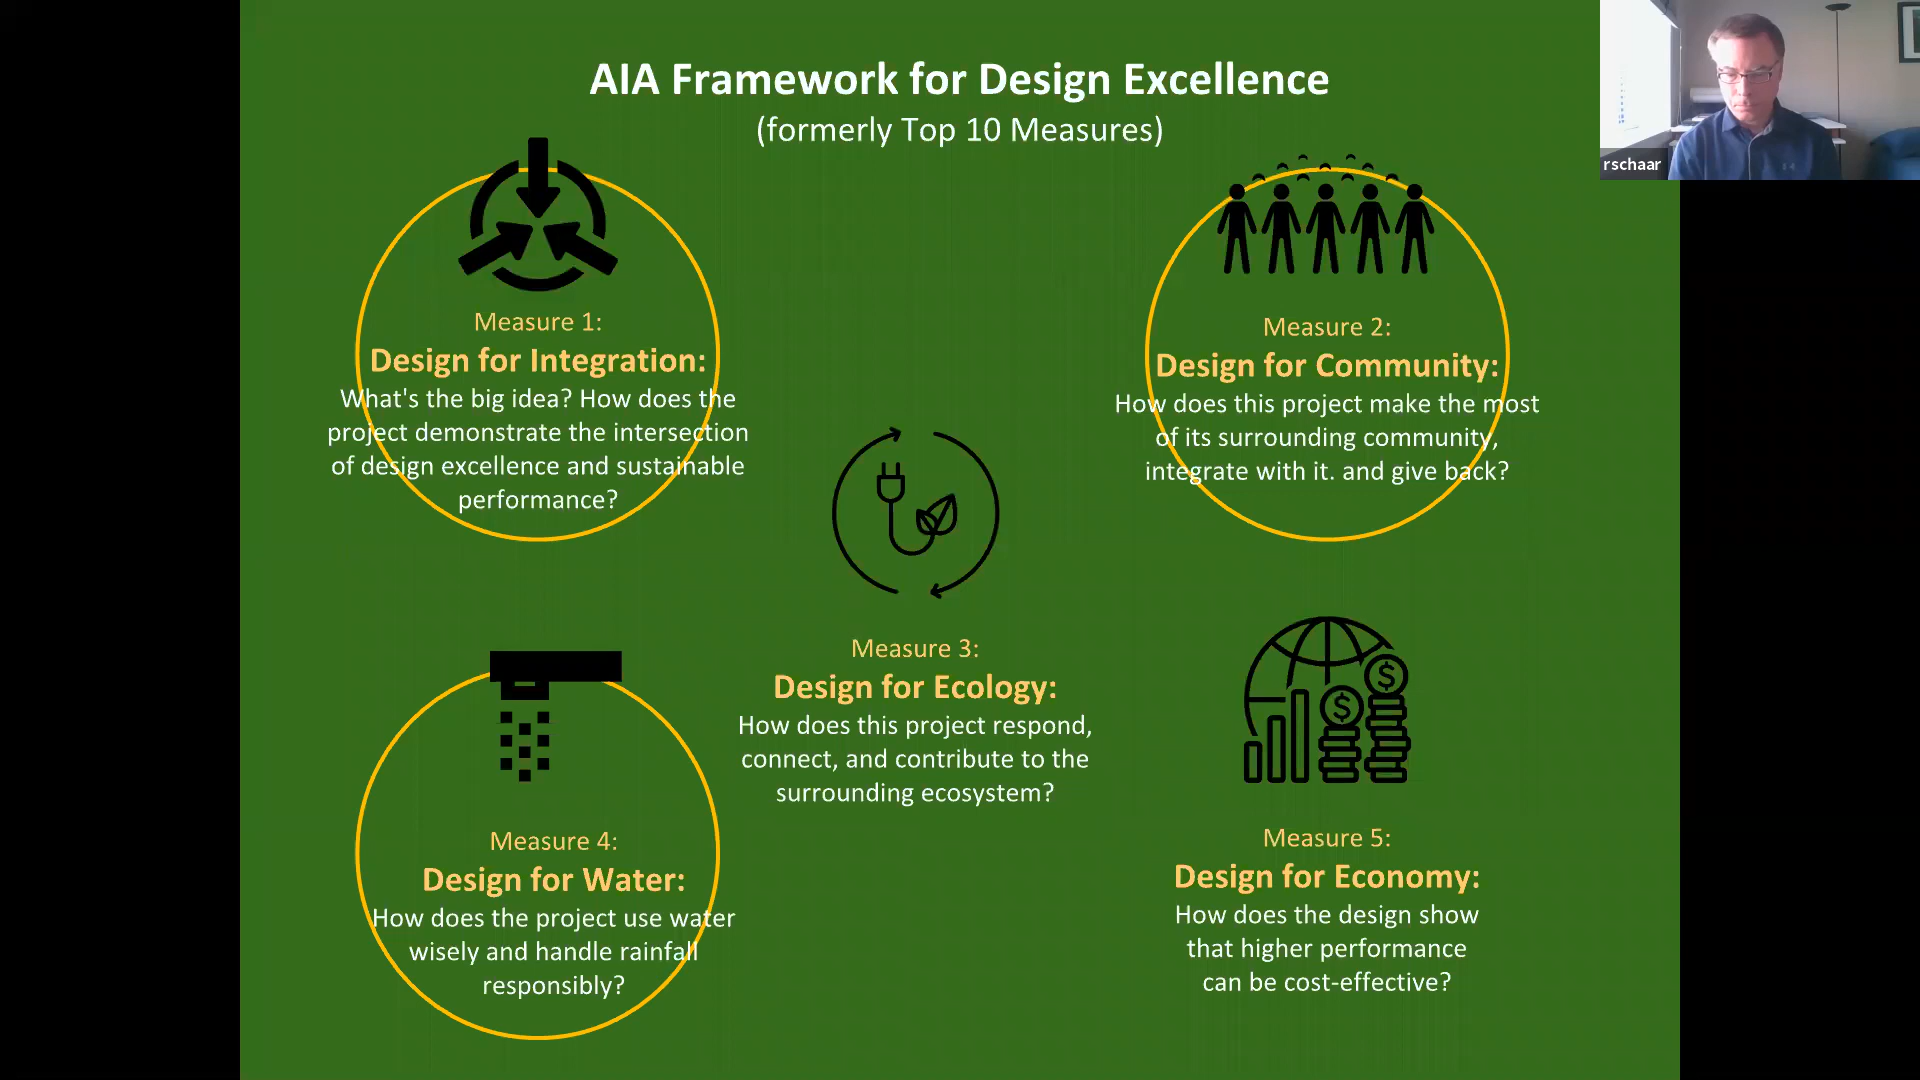 AIA Framework for Design Excellence
(formerly Top 10 Measures)
rschaar
Measure 1:
Design for Integration:
What's the big idea? How does the
project demonstrate the intersection
of design excellence and sustainable
performance?
Measure 2:
Design for Community:
How does this project make the most
of its surrounding community,
integrate with it. and give back?
Measure 3:
Design for Ecology:
How does this project respond,
connect, and contribute to the
surrounding ecosystem?
Measure 4:
Design for Water:
How does the project use water
wisely and handle rainfall
responsibly?
$
$
Measure 5:
Design for Economy:
How does the design show
that higher performance
can be cost-effective?